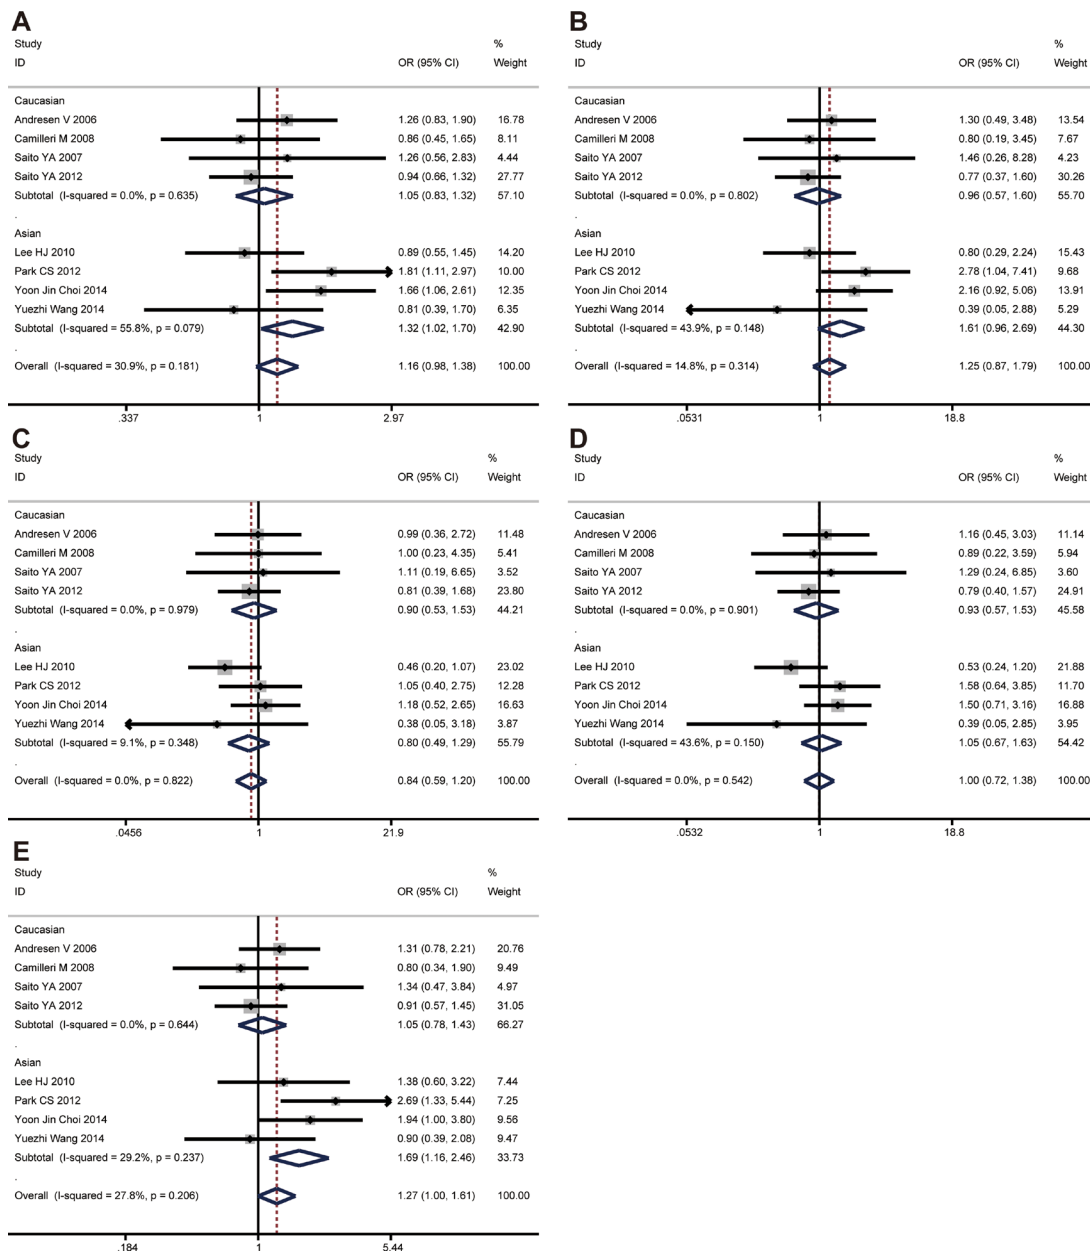 A
Study %
ID OR (95% CI) Weight
Caucasian
Andresen V 2006 1.26 (0.83, 1.90) 16.78
Camilleri M 2008 0.86 (0.45, 1.65) 8.11
Saito YA 2007 1.26 (0.56, 2.83) 4.44
Saito YA 2012 0.94 (0.66, 1.32) 27.77
Subtotal (I-squared = 0.0%, p = 0.635) 1.05 (0.83, 1.32) 57.10
.
Asian
Lee HJ 2010 0.89 (0.55, 1.45) 14.20
Park CS 2012 1.81 (1.11, 2.97) 10.00
Yoon Jin Choi 2014 1.66 (1.06, 2.61) 12.35
Yuezhi Wang 2014 0.81 (0.39, 1.70) 6.35
Subtotal (I-squared = 55.8%, p = 0.079) 1.32 (1.02, 1.70) 42.90
.
Overall (I-squared = 30.9%, p = 0.181) 1.16 (0.98, 1.38) 100.00
.337 1 2.97
B
Study %
ID OR (95% CI) Weight
Caucasian
Andresen V 2006 1.30 (0.49, 3.48) 13.54
Camilleri M 2008 0.80 (0.19, 3.45) 7.67
Saito YA 2007 1.46 (0.26, 8.28) 4.23
Saito YA 2012 0.77 (0.37, 1.60) 30.26
Subtotal (I-squared = 0.0%, p = 0.802) 0.96 (0.57, 1.60) 55.70
.
Asian
Lee HJ 2010 0.80 (0.29, 2.24) 15.43
Park CS 2012 2.78 (1.04, 7.41) 9.68
Yoon Jin Choi 2014 2.16 (0.92, 5.06) 13.91
Yuezhi Wang 2014 0.39 (0.05, 2.88) 5.29
Subtotal (I-squared = 43.9%, p = 0.148) 1.61 (0.96, 2.69) 44.30
.
Overall (I-squared = 14.8%, p = 0.314) 1.25 (0.87, 1.79) 100.00
.0531 1 18.8
C
Study %
ID OR (95% CI) Weight
Caucasian
Andresen V 2006 0.99 (0.36, 2.72) 11.48
Camilleri M 2008 1.00 (0.23, 4.35) 5.41
Saito YA 2007 1.11 (0.19, 6.65) 3.52
Saito YA 2012 0.81 (0.39, 1.68) 23.80
Subtotal (I-squared = 0.0%, p = 0.979) 0.90 (0.53, 1.53) 44.21
.
Asian
Lee HJ 2010 0.46 (0.20, 1.07) 23.02
Park CS 2012 1.05 (0.40, 2.75) 12.28
Yoon Jin Choi 2014 1.18 (0.52, 2.65) 16.63
Yuezhi Wang 2014 0.38 (0.05, 3.18) 3.87
Subtotal (I-squared = 9.1%, p = 0.348) 0.80 (0.49, 1.29) 55.79
.
Overall (I-squared = 0.0%, p = 0.822) 0.84 (0.59, 1.20) 100.00
.0456 1 21.9
D
Study %
ID OR (95% CI) Weight
Caucasian
Andresen V 2006 1.16 (0.45, 3.03) 11.14
Camilleri M 2008 0.89 (0.22, 3.59) 5.94
Saito YA 2007 1.29 (0.24, 6.85) 3.60
Saito YA 2012 0.79 (0.40, 1.57) 24.91
Subtotal (I-squared = 0.0%, p = 0.901) 0.93 (0.57, 1.53) 45.58
.
Asian
Lee HJ 2010 0.53 (0.24, 1.20) 21.88
Park CS 2012 1.58 (0.64, 3.85) 11.70
Yoon Jin Choi 2014 1.50 (0.71, 3.16) 16.88
Yuezhi Wang 2014 0.39 (0.05, 2.85) 3.95
Subtotal (I-squared = 43.6%, p = 0.150) 1.05 (0.67, 1.63) 54.42
.
Overall (I-squared = 0.0%, p = 0.542) 1.00 (0.72, 1.38) 100.00
.0532 1 18.8
E
Study %
ID OR (95% CI) Weight
Caucasian
Andresen V 2006 1.31 (0.78, 2.21) 20.76
Camilleri M 2008 0.80 (0.34, 1.90) 9.49
Saito YA 2007 1.34 (0.47, 3.84) 4.97
Saito YA 2012 0.91 (0.57, 1.45) 31.05
Subtotal (I-squared = 0.0%, p = 0.644) 1.05 (0.78, 1.43) 66.27
.
Asian
Lee HJ 2010 1.38 (0.60, 3.22) 7.44
Park CS 2012 2.69 (1.33, 5.44) 7.25
Yoon Jin Choi 2014 1.94 (1.00, 3.80) 9.56
Yuezhi Wang 2014 0.90 (0.39, 2.08) 9.47
Subtotal (I-squared = 29.2%, p = 0.237) 1.69 (1.16, 2.46) 33.73
.
Overall (I-squared = 27.8%, p = 0.206) 1.27 (1.00, 1.61) 100.00
.184 1 5.44